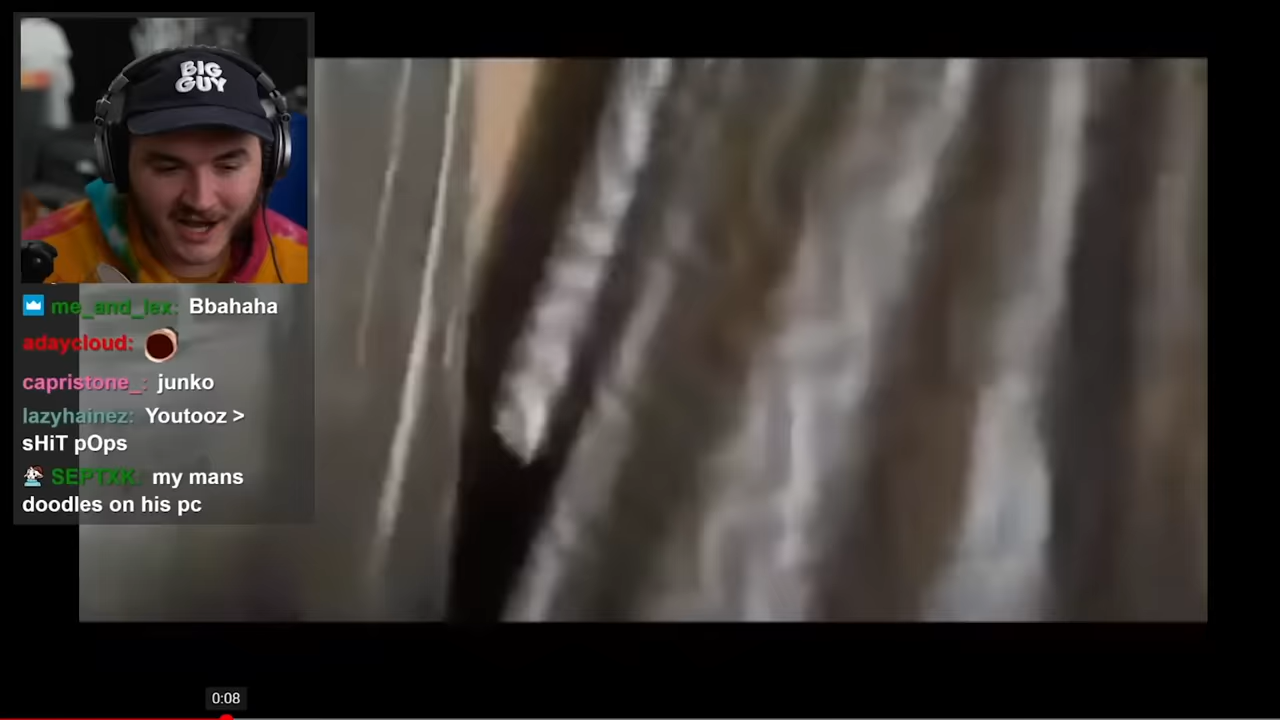 BIG
GUY
me_and_lex: Bbahaha
adaycloud:
capristone_: junko
lazyhainez: Youtooz >
sHiT pOps
SEPTXK: my mans
doodles on his pc
0:08